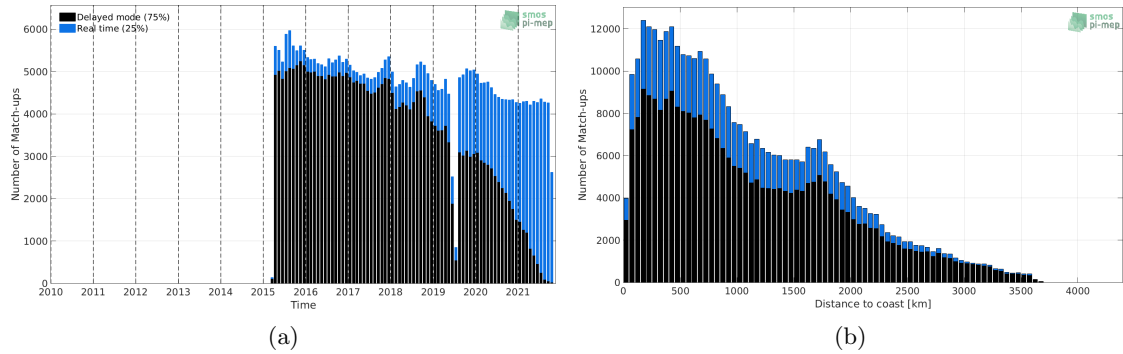 smos
pi-mep
Delayed mode (75%)
Real time (25%)
Number of Match-ups
6000
5000
4000
3000
2000
1000
0
2010 2011 2012 2013 2014 2015 2016 2017 2018 2019 2020 2021
Time
(a)
smos
pi-mep
Number of Match-ups
12000
10000
8000
6000
4000
2000
0
0 500 1000 1500 2000 2500 3000 3500 4000
Distance to coast [km]
(b)